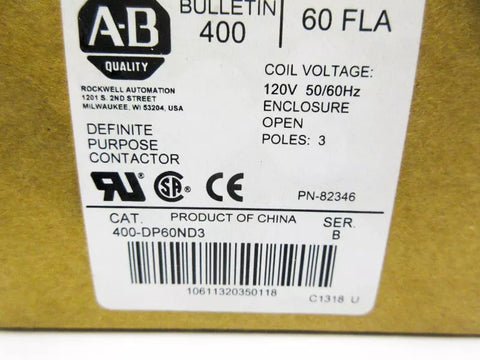 A-B
QUALITY
BULLETIN
400
60 FLA
ROCKWELL AUTOMATION
1201 S. 2ND STREET
MILWAUKEE, WI 53204, USA
COIL VOLTAGE:
120V 50/60Hz
ENCLOSURE
OPEN
POLES: 3
DEFINITE
PURPOSE
CONTACTOR
RU SA CE
PN-82346
CAT. PRODUCT OF CHINA SER.
400-DP60ND3 B
10611320350118
C1318 U